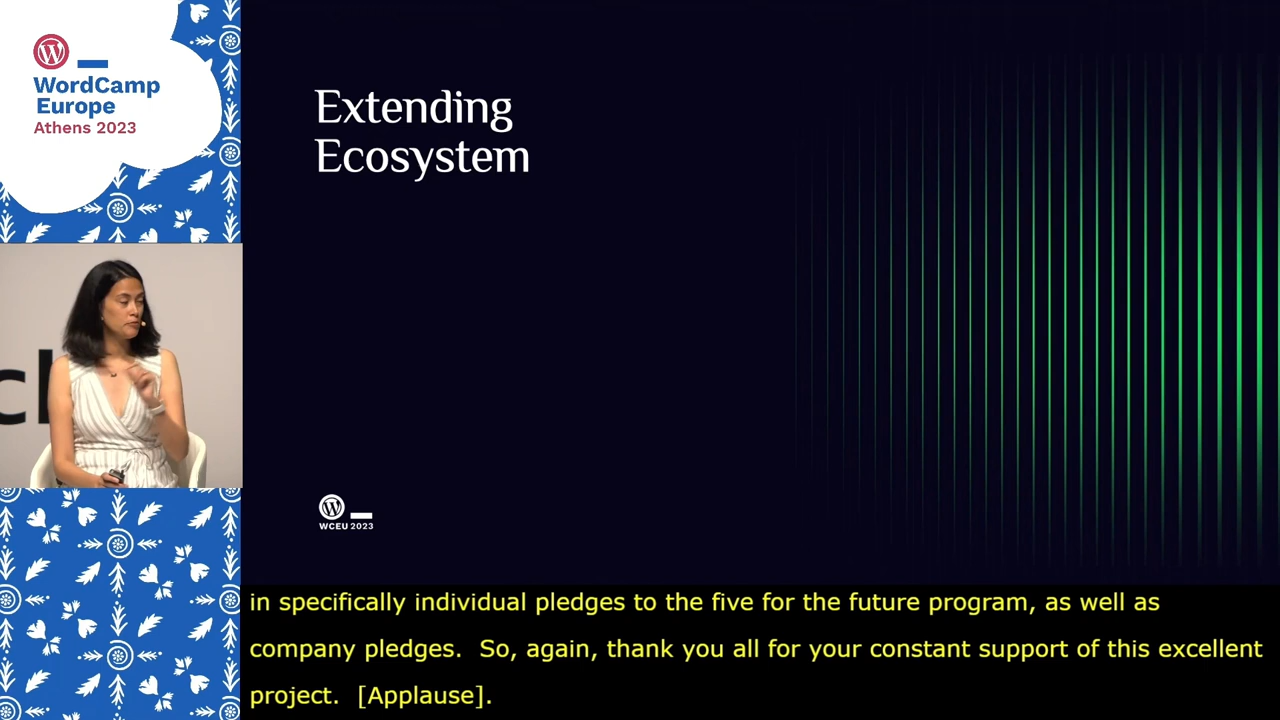 WordCamp
Europe
Athens 2023
Extending
Ecosystem
WCEU 2023
in specifically individual pledges to the five for the future program, as well as
company pledges.  So, again, thank you all for your constant support of this excellent
project.  [Applause].